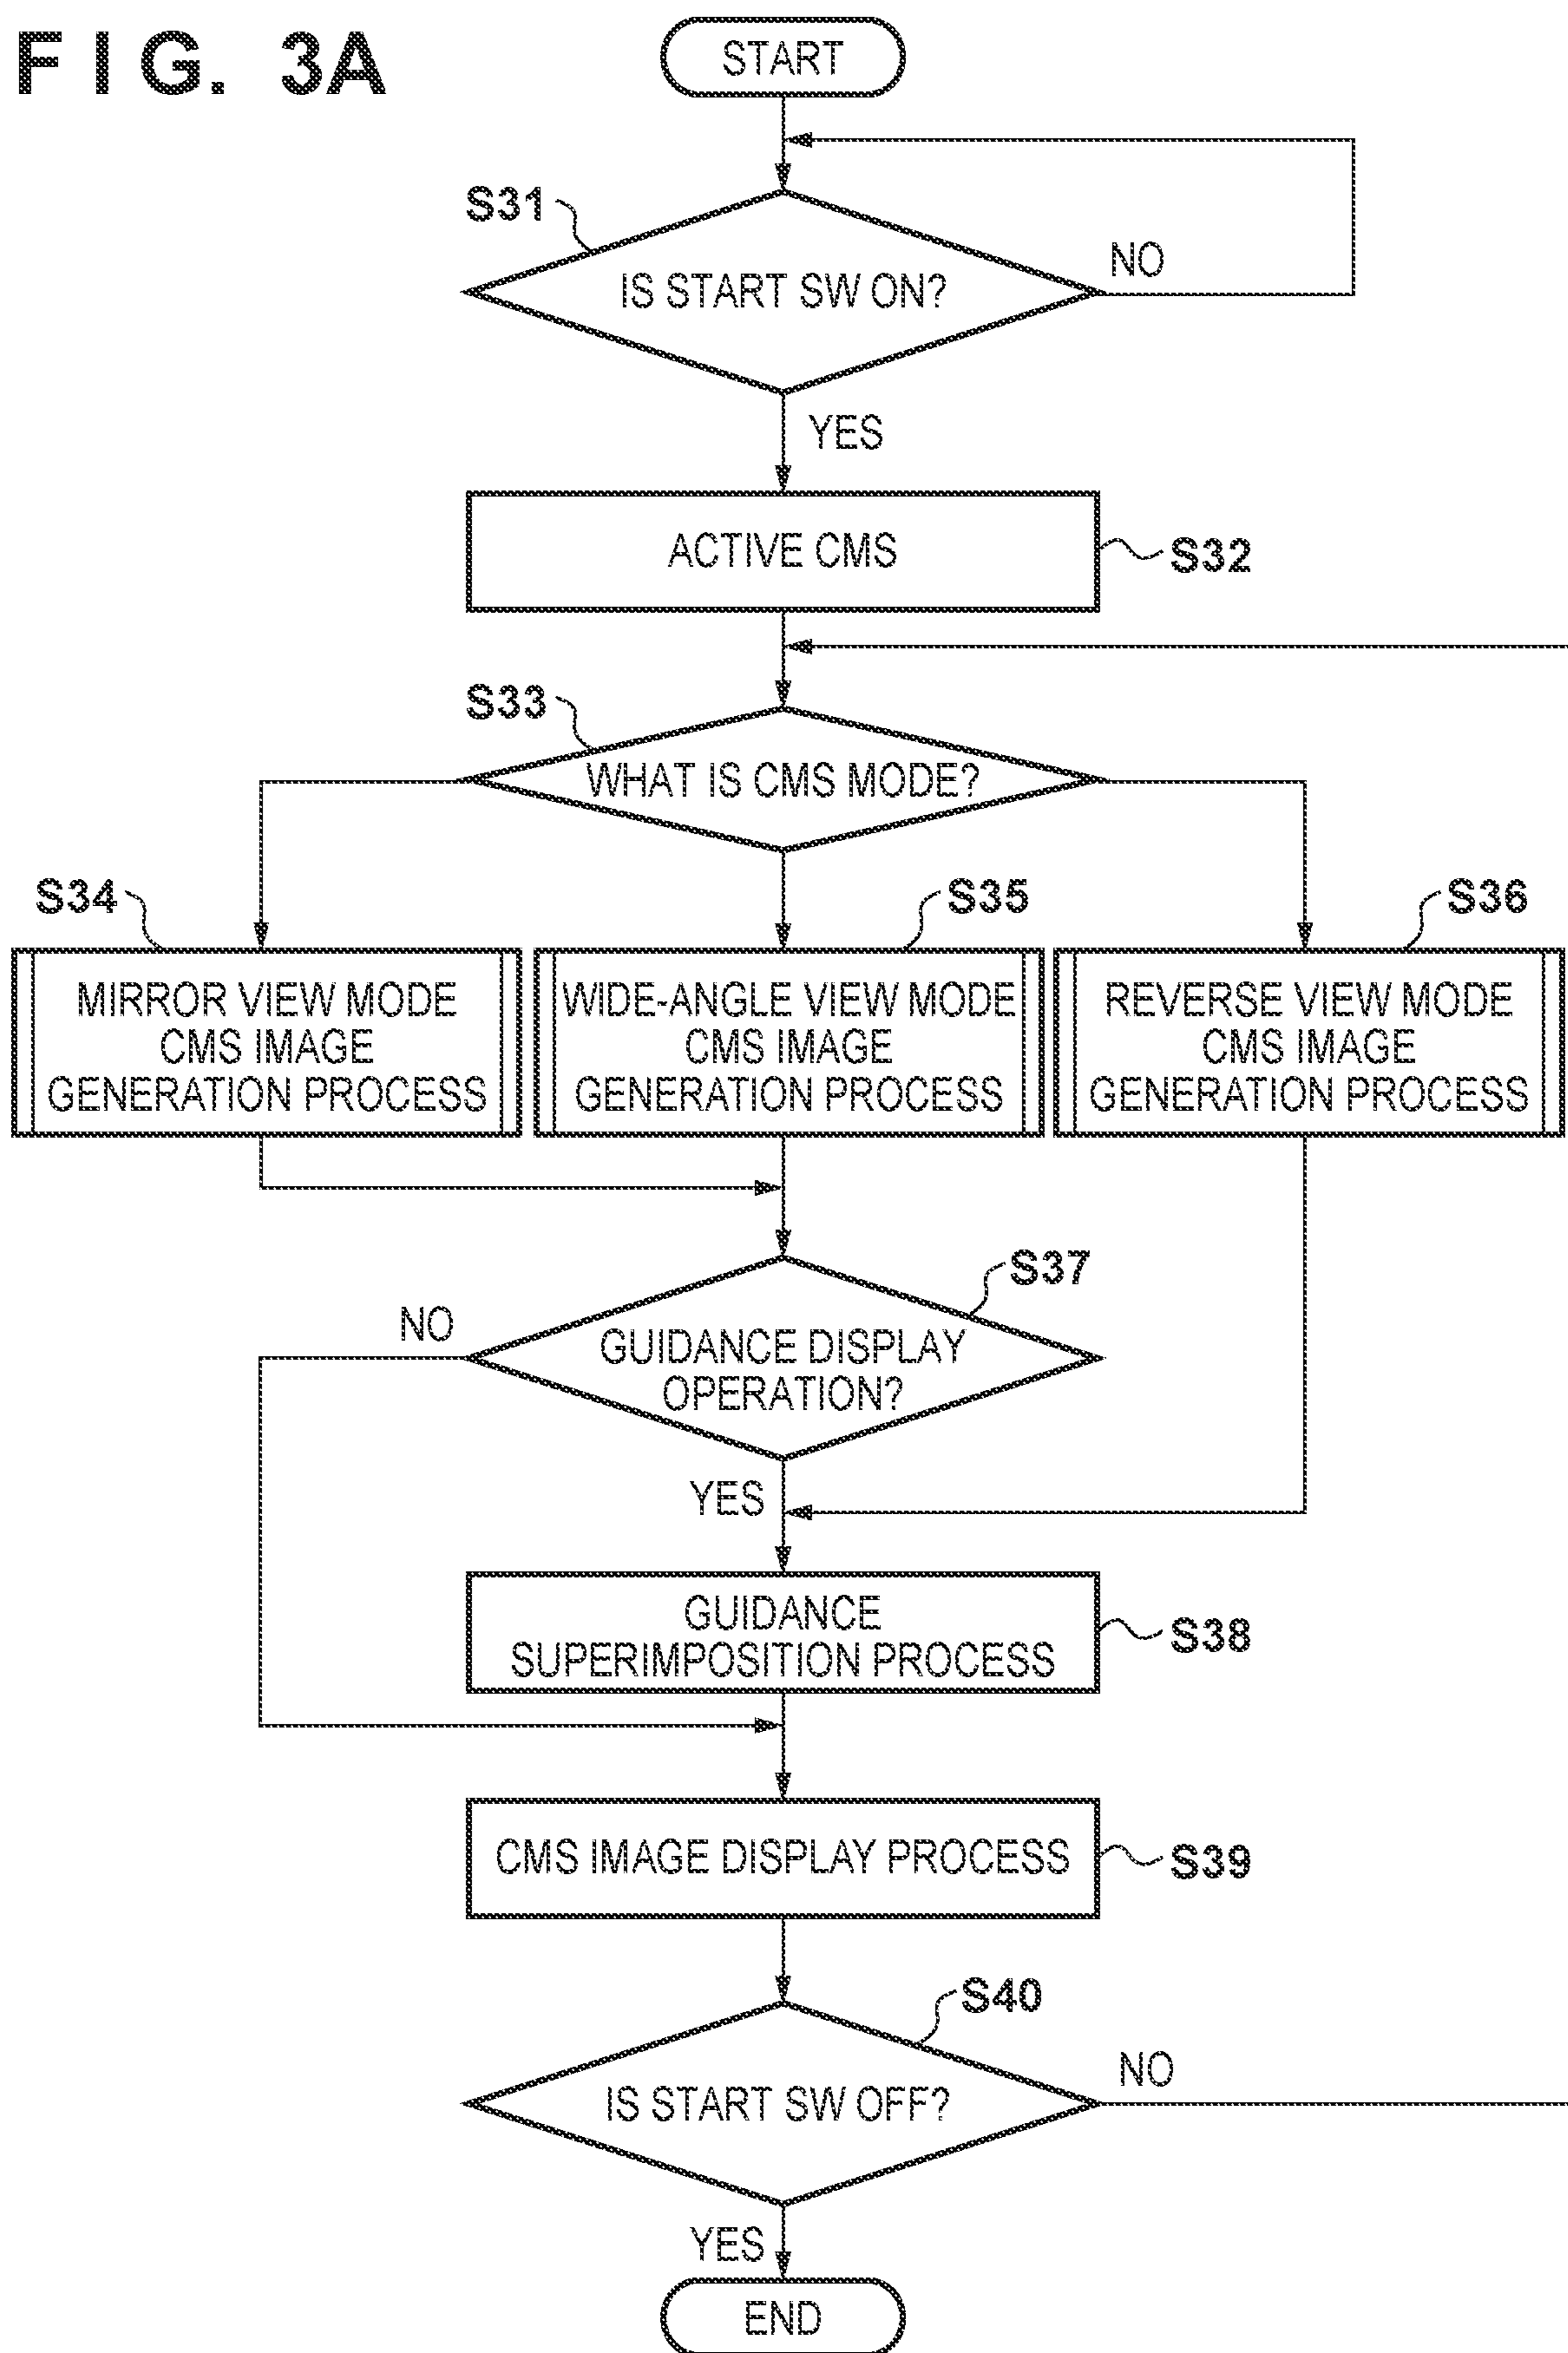 FIG. 3A
START
S31
IS START SW ON?
NO
YES
ACTIVE CMS
S32
S33
WHAT IS CMS MODE?
S34
S35
S36
MIRROR VIEW MODE
CMS IMAGE
GENERATION PROCESS
WIDE-ANGLE VIEW MODE
CMS IMAGE
GENERATION PROCESS
REVERSE VIEW MODE
CMS IMAGE
GENERATION PROCESS
S37
NO
GUIDANCE DISPLAY
OPERATION?
YES
GUIDANCE
SUPERIMPOSITION PROCESS
S38
CMS IMAGE DISPLAY PROCESS
S39
S40
IS START SW OFF?
NO
YES
END